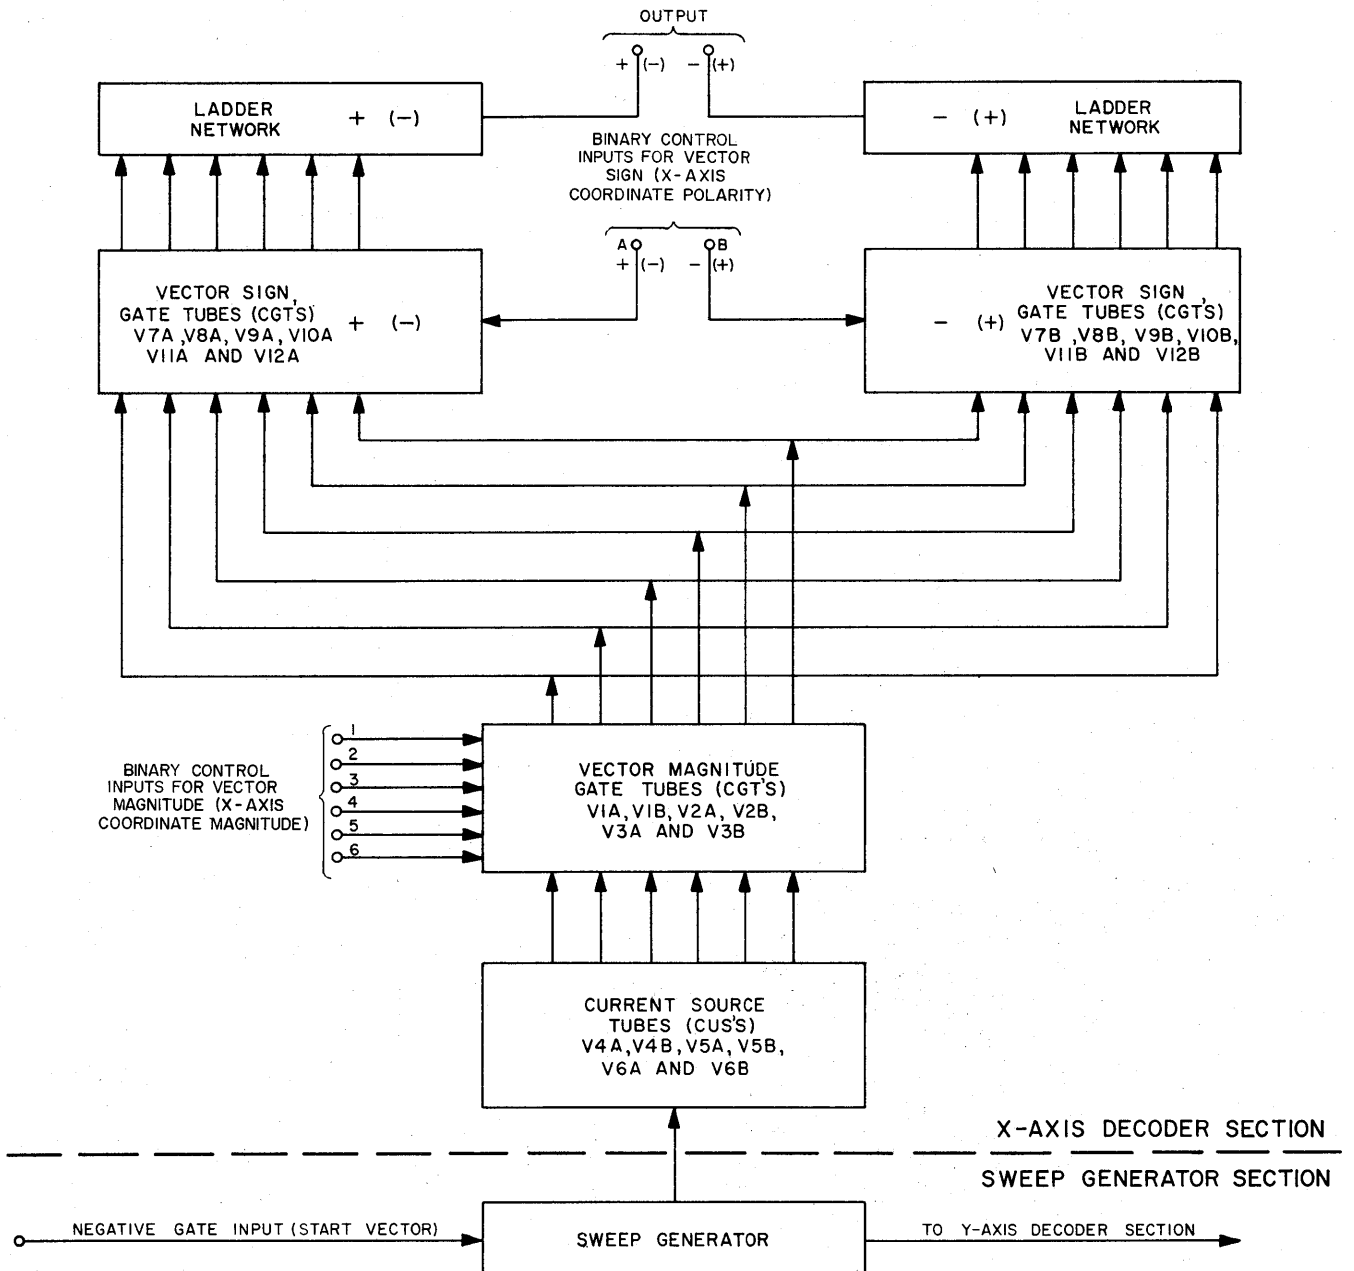 OUTPUT
+ (-) - (+)
LADDER
NETWORK + (-)
- (+) LADDER
NETWORK
BINARY CONTROL
INPUTS FOR VECTOR
SIGN (X-AXIS
COORDINATE POLARITY)
A B
+ (-) - (+)
VECTOR SIGN,
GATE TUBES (CGTS)
V7A, V8A, V9A, V10A
V11A AND V12A
+ (-)
VECTOR SIGN,
GATE TUBES (CGTS)
V7B, V8B, V9B, V10B,
V11B AND V12B
- (+)
BINARY CONTROL
INPUTS FOR VECTOR
MAGNITUDE (X-AXIS
COORDINATE MAGNITUDE)
1
2
3
4
5
6
VECTOR MAGNITUDE
GATE TUBES (CGT'S)
V1A, V1B, V2A, V2B,
V3A AND V3B
CURRENT SOURCE
TUBES (CUS'S)
V4A, V4B, V5A, V5B,
V6A AND V6B
X-AXIS DECODER SECTION
SWEEP GENERATOR SECTION
NEGATIVE GATE INPUT (START VECTOR)
SWEEP GENERATOR
TO Y-AXIS DECODER SECTION